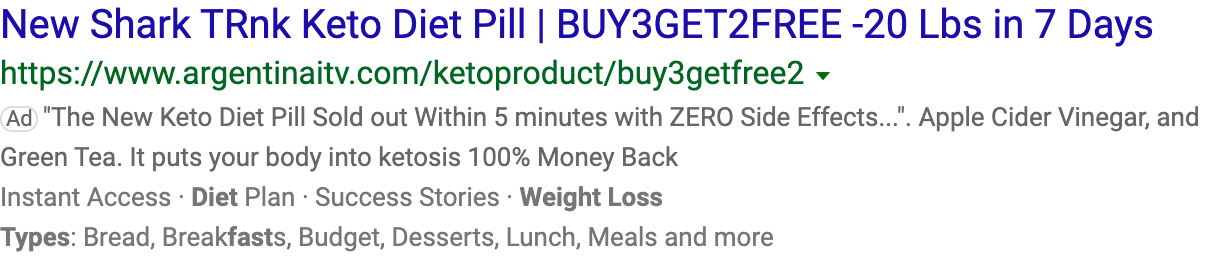 New Shark TRnk Keto Diet Pill | BUY3GET2FREE -20 Lbs in 7 Days
https://www.argentinaitv.com/ketoproduct/buy3getfree2
Ad "The New Keto Diet Pill Sold out Within 5 minutes with ZERO Side Effects...". Apple Cider Vinegar, and
Green Tea. It puts your body into ketosis 100% Money Back
Instant Access · Diet Plan · Success Stories · Weight Loss
Types: Bread, Breakfasts, Budget, Desserts, Lunch, Meals and more